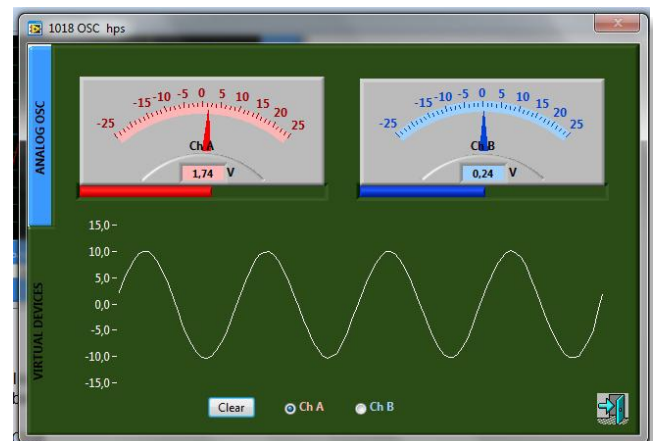 1018 OSC hps
ANALOG OSC
VIRTUAL DEVICES
-25 -15 -10 -5 0 5 10 15 20 25
Ch A
1,74 V
-25 -15 -10 -5 0 5 10 15 20 25
Ch B
0,24 V
15,0
10,0
5,0
0,0
-5,0
-10,0
-15,0
Clear Ch A Ch B